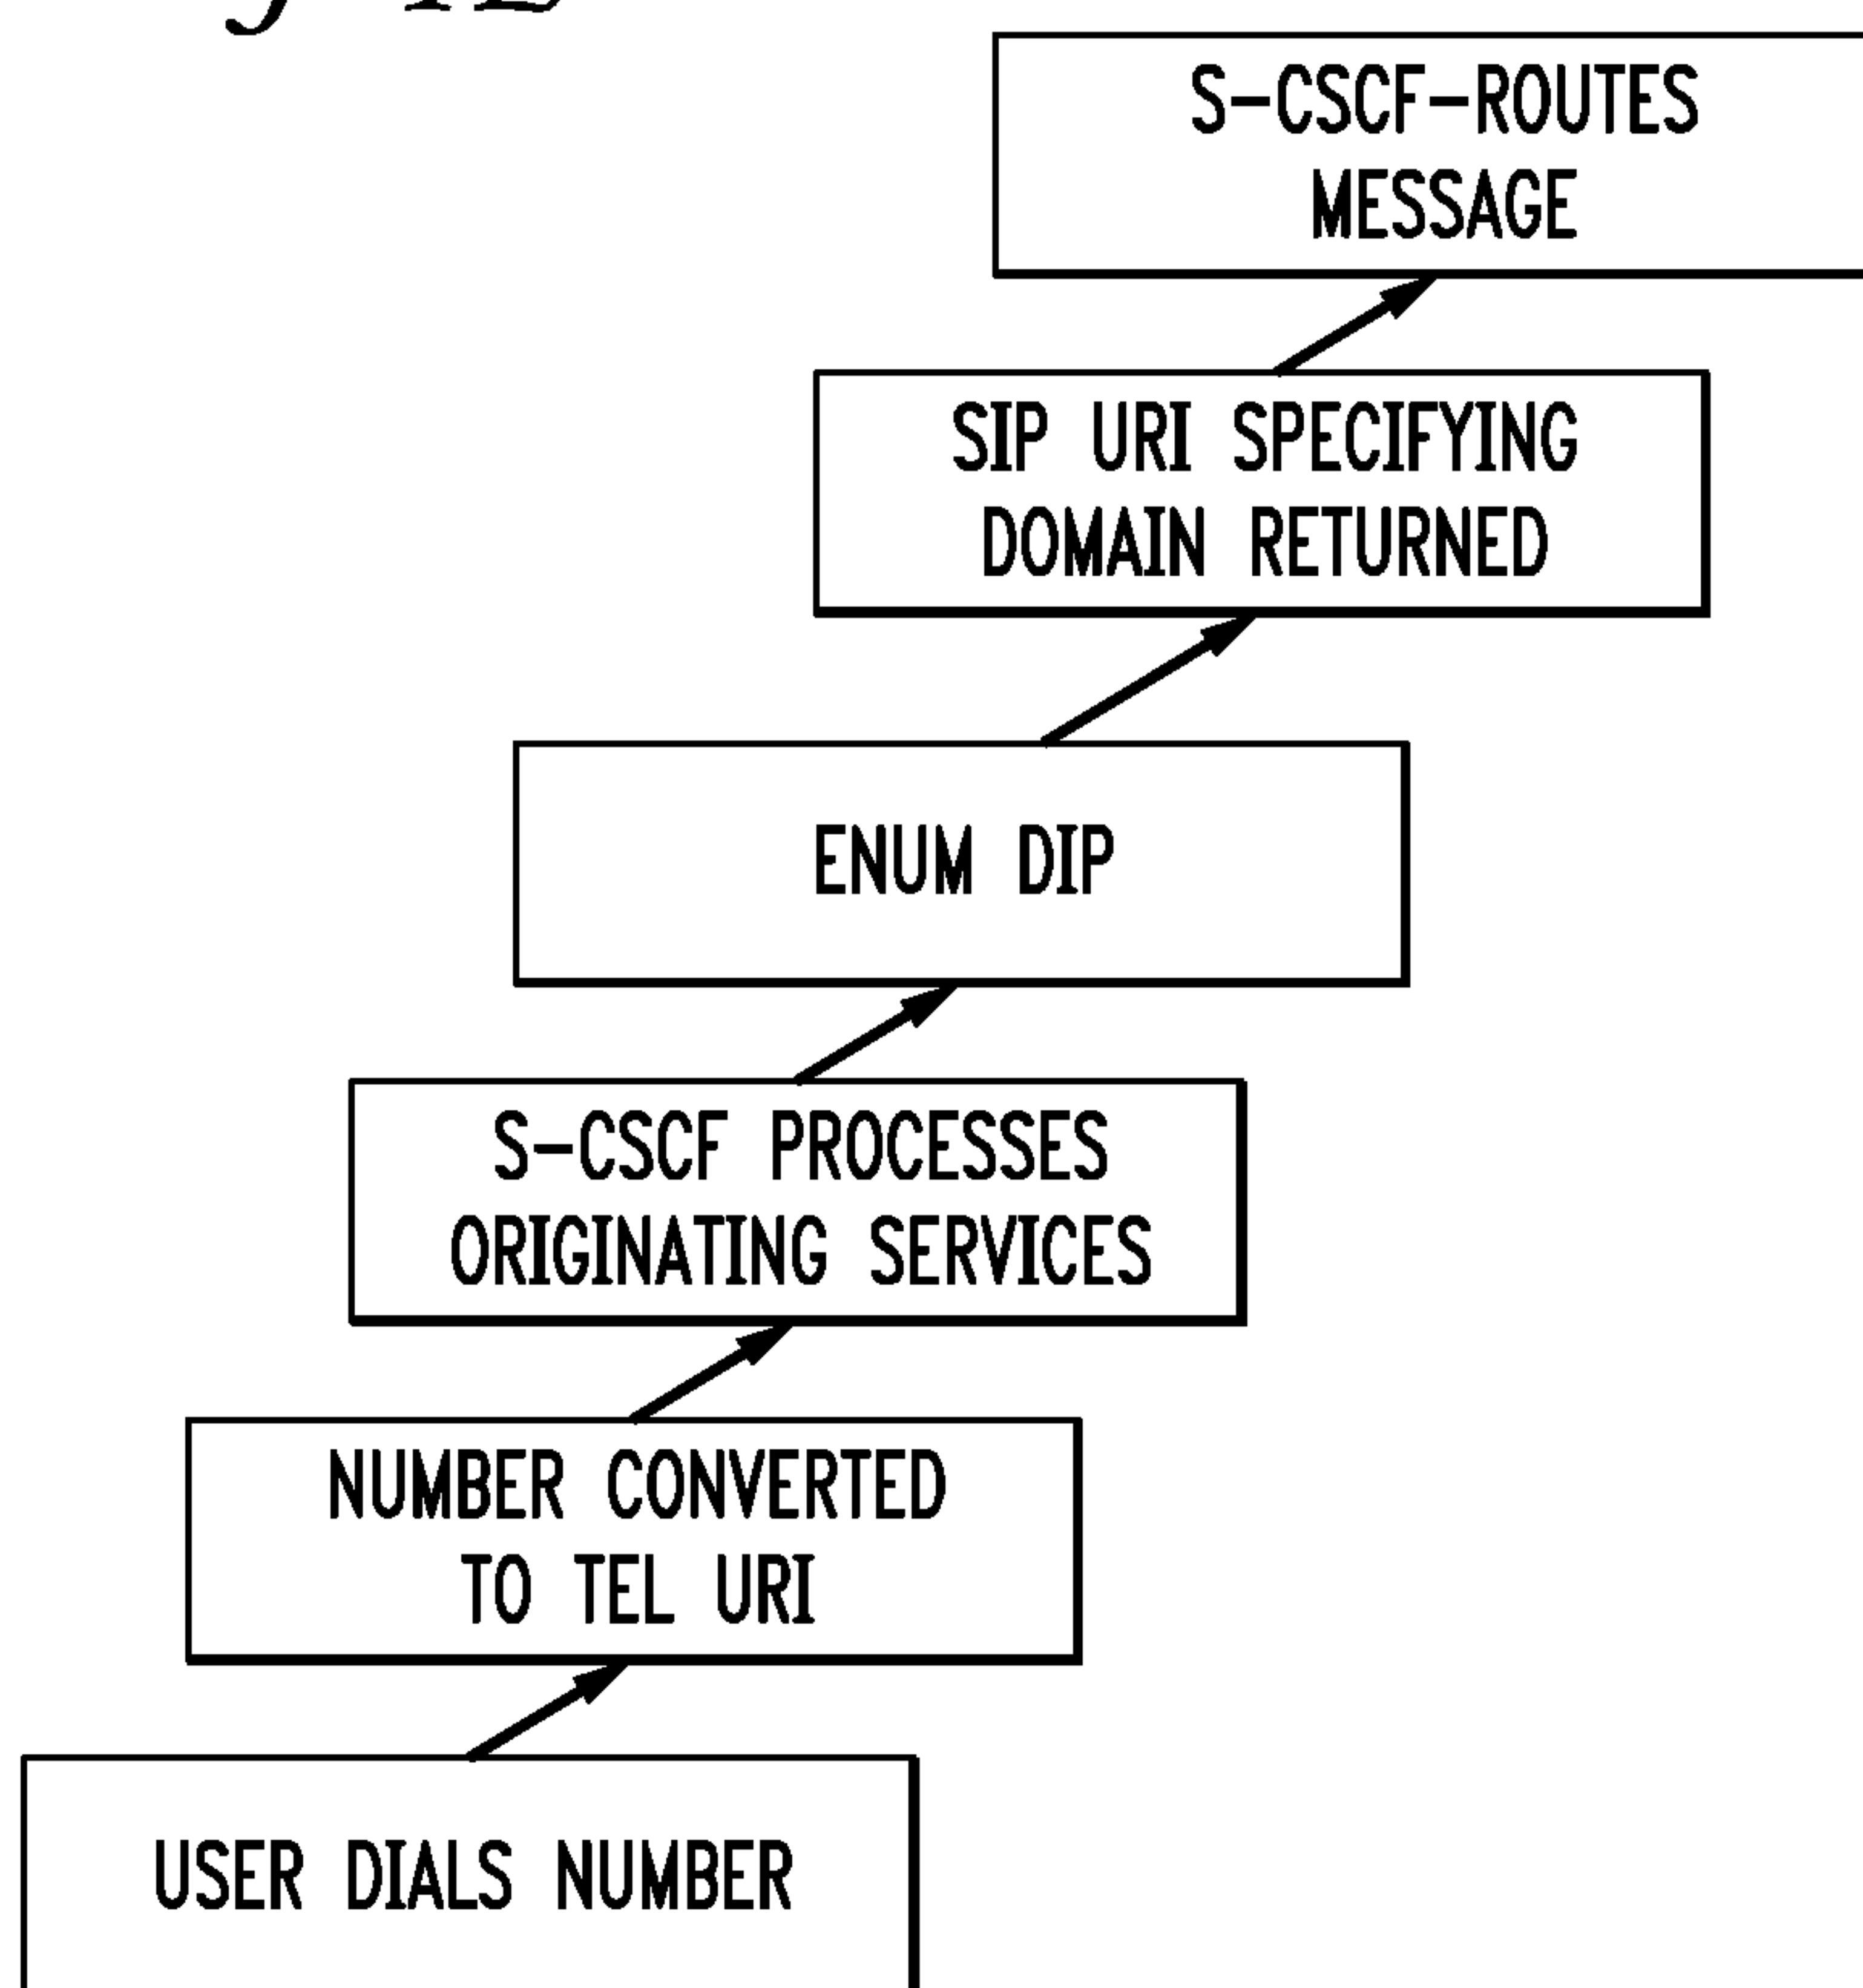 S-CSCF-ROUTES
MESSAGE
SIP URI SPECIFYING
DOMAIN RETURNED
ENUM DIP
S-CSCF PROCESSES
ORIGINATING SERVICES
NUMBER CONVERTED
TO TEL URI
USER DIALS NUMBER